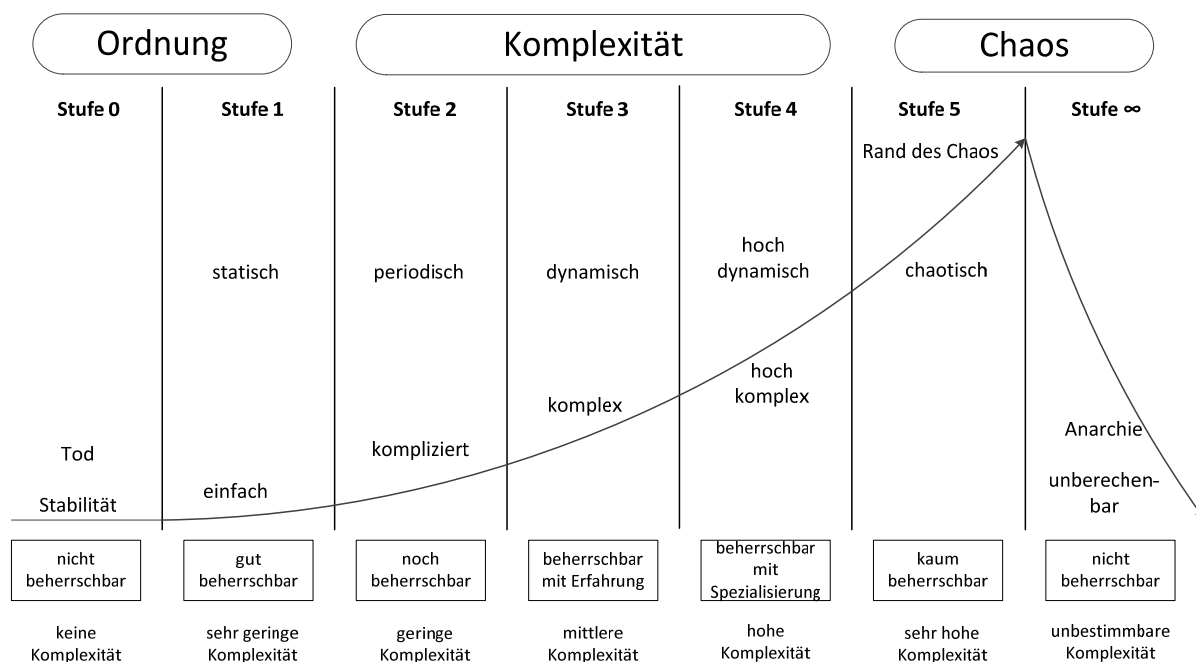 Ordnung
Komplexität
Chaos
Stufe 0
Stufe 1
Stufe 2
Stufe 3
Stufe 4
Stufe 5
Stufe ∞
Rand des Chaos
statisch
periodisch
dynamisch
hoch
dynamisch
chaotisch
Tod
Stabilität
einfach
kompliziert
komplex
hoch
komplex
Anarchie
unberechen-
bar
nicht
beherrschbar
gut
beherrschbar
noch
beherrschbar
beherrschbar
mit Erfahrung
beherrschbar
mit
Spezialisierung
kaum
beherrschbar
nicht
beherrschbar
keine
Komplexität
sehr geringe
Komplexität
geringe
Komplexität
mittlere
Komplexität
hohe
Komplexität
sehr hohe
Komplexität
unbestimmbare
Komplexität